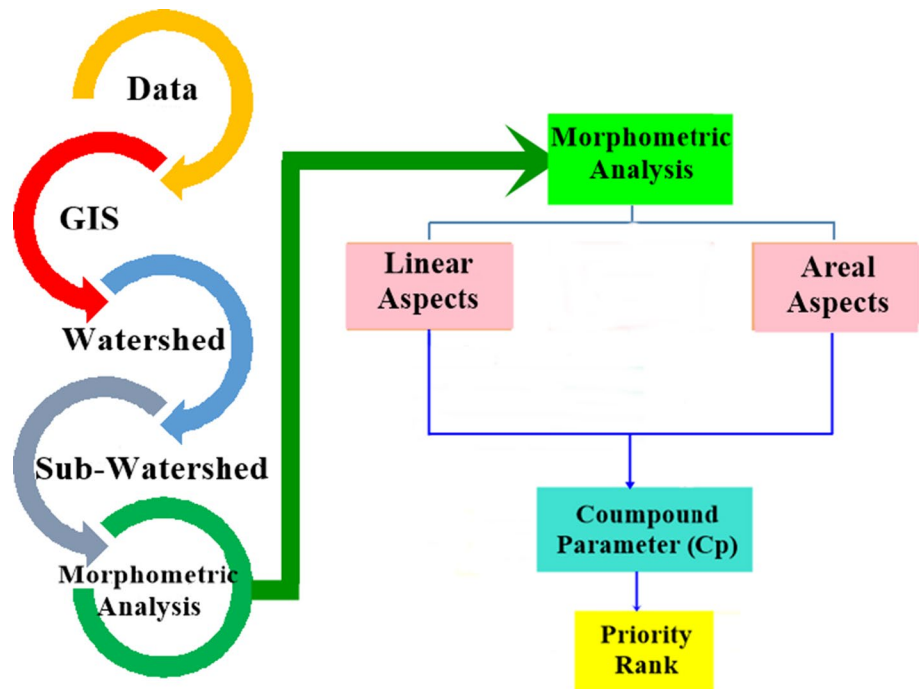 Data
GIS
Watershed
Sub-Watershed
Morphometric
Analysis
Morphometric
Analysis
Linear
Aspects
Areal
Aspects
Coumpound
Parameter (Cp)
Priority
Rank